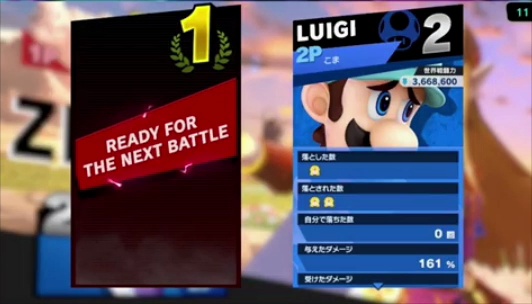 1
READY FOR
THE NEXT BATTLE
LUIGI
2
2P
こま
世界戦闘力
3,668,600
落とした数
落とされた数
自分で落ちた数
0 回
与えたダメージ
161 %
受けたダメージ
11